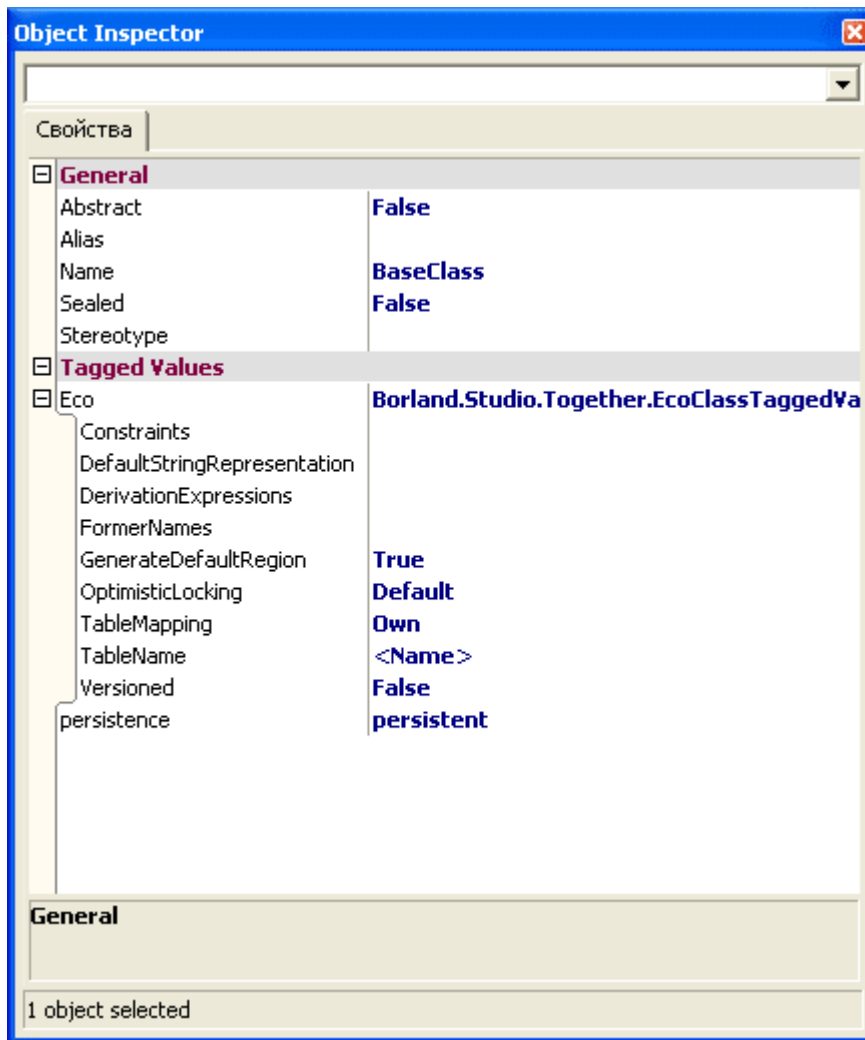 Object Inspector
Свойства
General
Abstract False
Alias
Name BaseClass
Sealed False
Stereotype
Tagged Values
Eco Borland.Studio.Together.EcoClassTaggedVa
Constraints
DefaultStringRepresentation
DerivationExpressions
FormerNames
GenerateDefaultRegion True
OptimisticLocking Default
TableMapping Own
TableName <Name>
Versioned False
persistence persistent
General
1 object selected